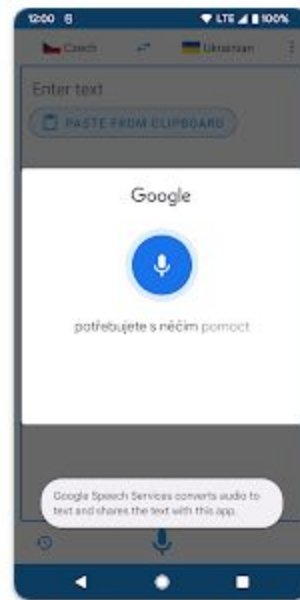 12:00
LTE 100%
Czech
Ukrainian
Enter text
PASTE FROM CLIPBOARD
Google
potřebujete s něčím pomoct
Google Speech Services converts audio to
text and shares the text with this app.